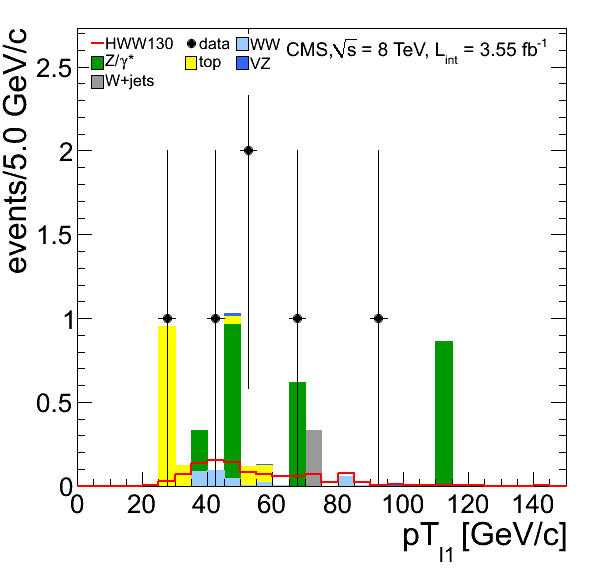 HWW130 data WW CMS,√s = 8 TeV, L_int = 3.55 fb⁻¹
Z/γ* top VZ
W+jets
events/5.0 GeV/c
2.5
2
1.5
1
0.5
0
0 20 40 60 80 100 120 140
pT_l1 [GeV/c]